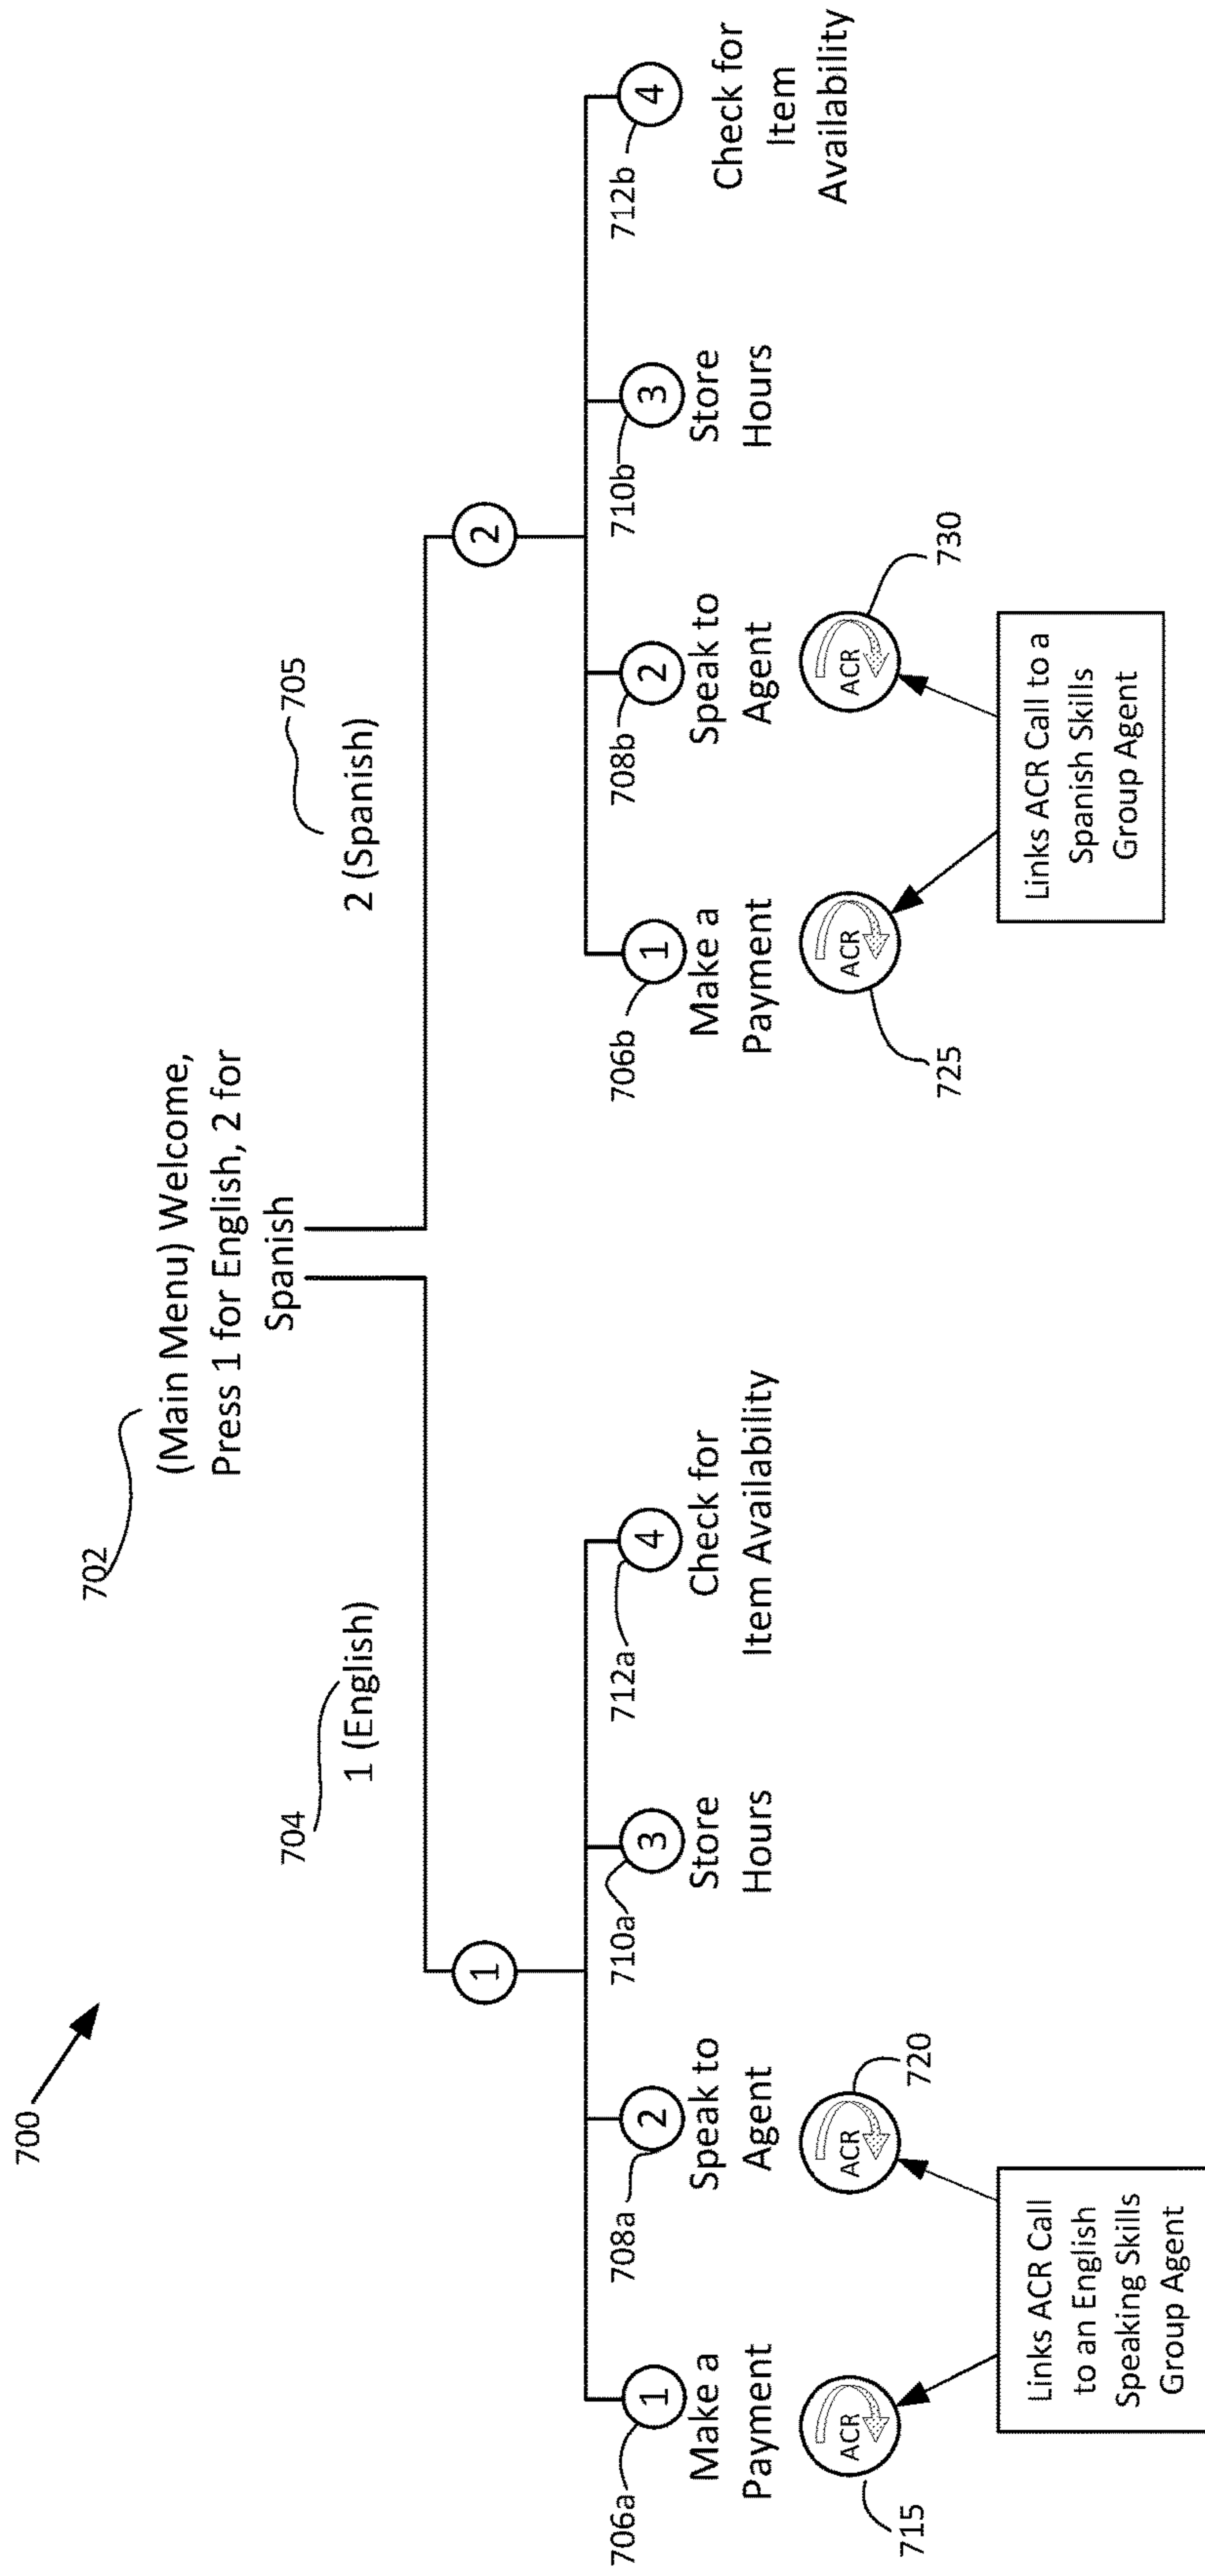 700
702
(Main Menu) Welcome,
Press 1 for English, 2 for
Spanish
704
1 (English)
705
2 (Spanish)
1
2
706a
1
Make a
Payment
708a
2
Speak to
Agent
710a
3
Store
Hours
712a
4
Check for
Item Availability
706b
1
Make a
Payment
708b
2
Speak to
Agent
710b
3
Store
Hours
712b
4
Check for
Item
Availability
ACR
715
ACR
720
ACR
725
ACR
730
Links ACR Call
to an English
Speaking Skills
Group Agent
Links ACR Call to a
Spanish Skills
Group Agent